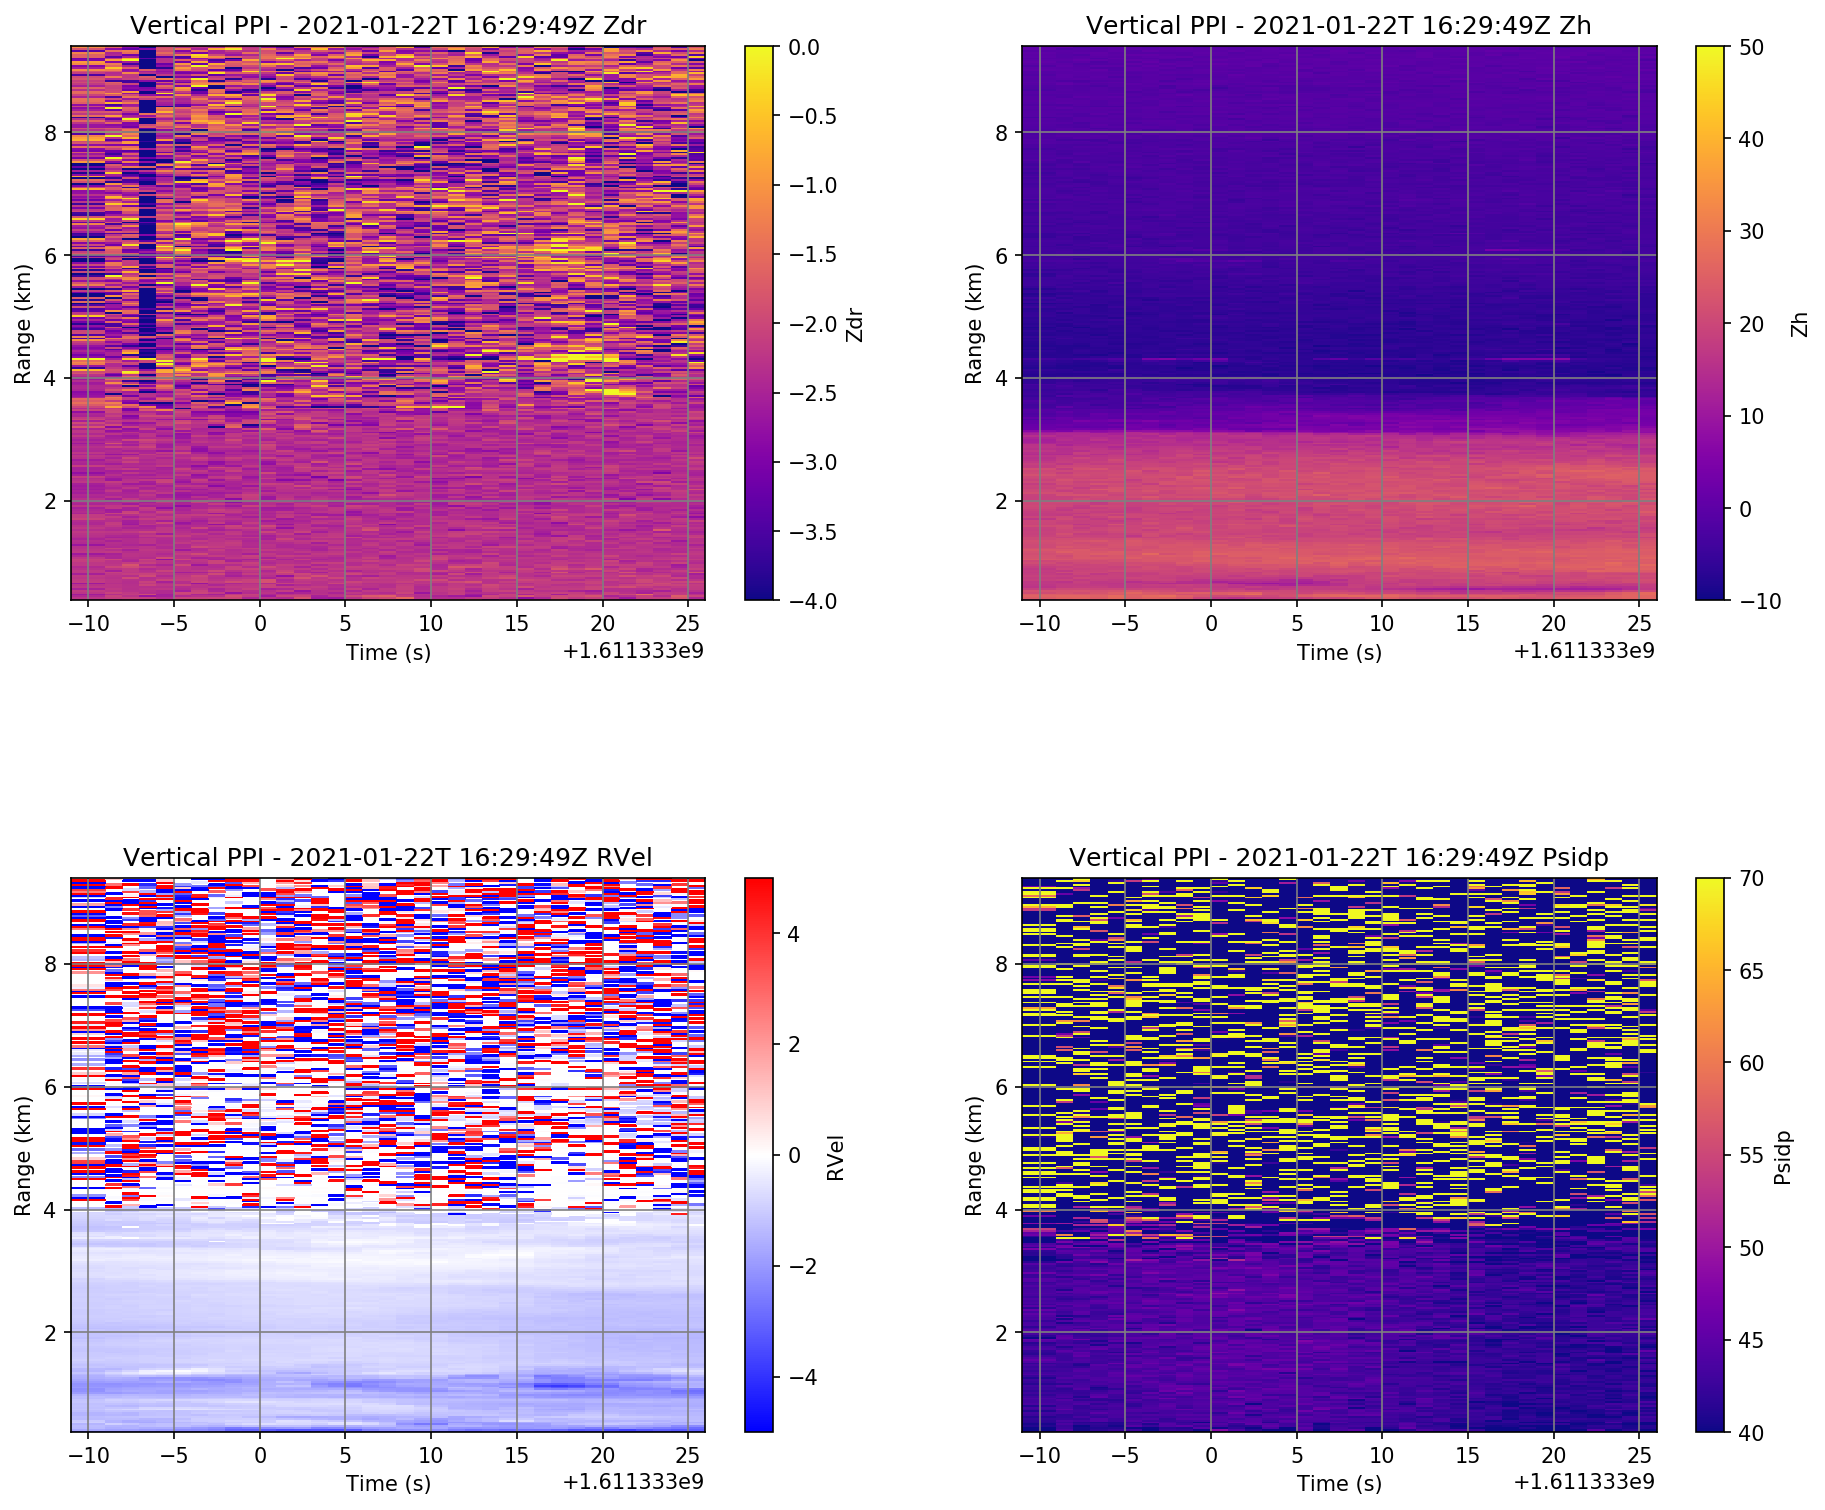 Vertical PPI - 2021-01-22T 16:29:49Z Zdr
8
6
4
2
Range (km)
−10 −5 0 5 10 15 20 25
Time (s)
+1.611333e9
0.0
−0.5
−1.0
−1.5
−2.0
−2.5
−3.0
−3.5
−4.0
Zdr
Vertical PPI - 2021-01-22T 16:29:49Z Zh
8
6
4
2
Range (km)
−10 −5 0 5 10 15 20 25
Time (s)
+1.611333e9
50
40
30
20
10
0
−10
Zh
Vertical PPI - 2021-01-22T 16:29:49Z RVel
8
6
4
2
Range (km)
−10 −5 0 5 10 15 20 25
Time (s)
+1.611333e9
4
2
0
−2
−4
RVel
Vertical PPI - 2021-01-22T 16:29:49Z Psidp
8
6
4
2
Range (km)
−10 −5 0 5 10 15 20 25
Time (s)
+1.611333e9
70
65
60
55
50
45
40
Psidp